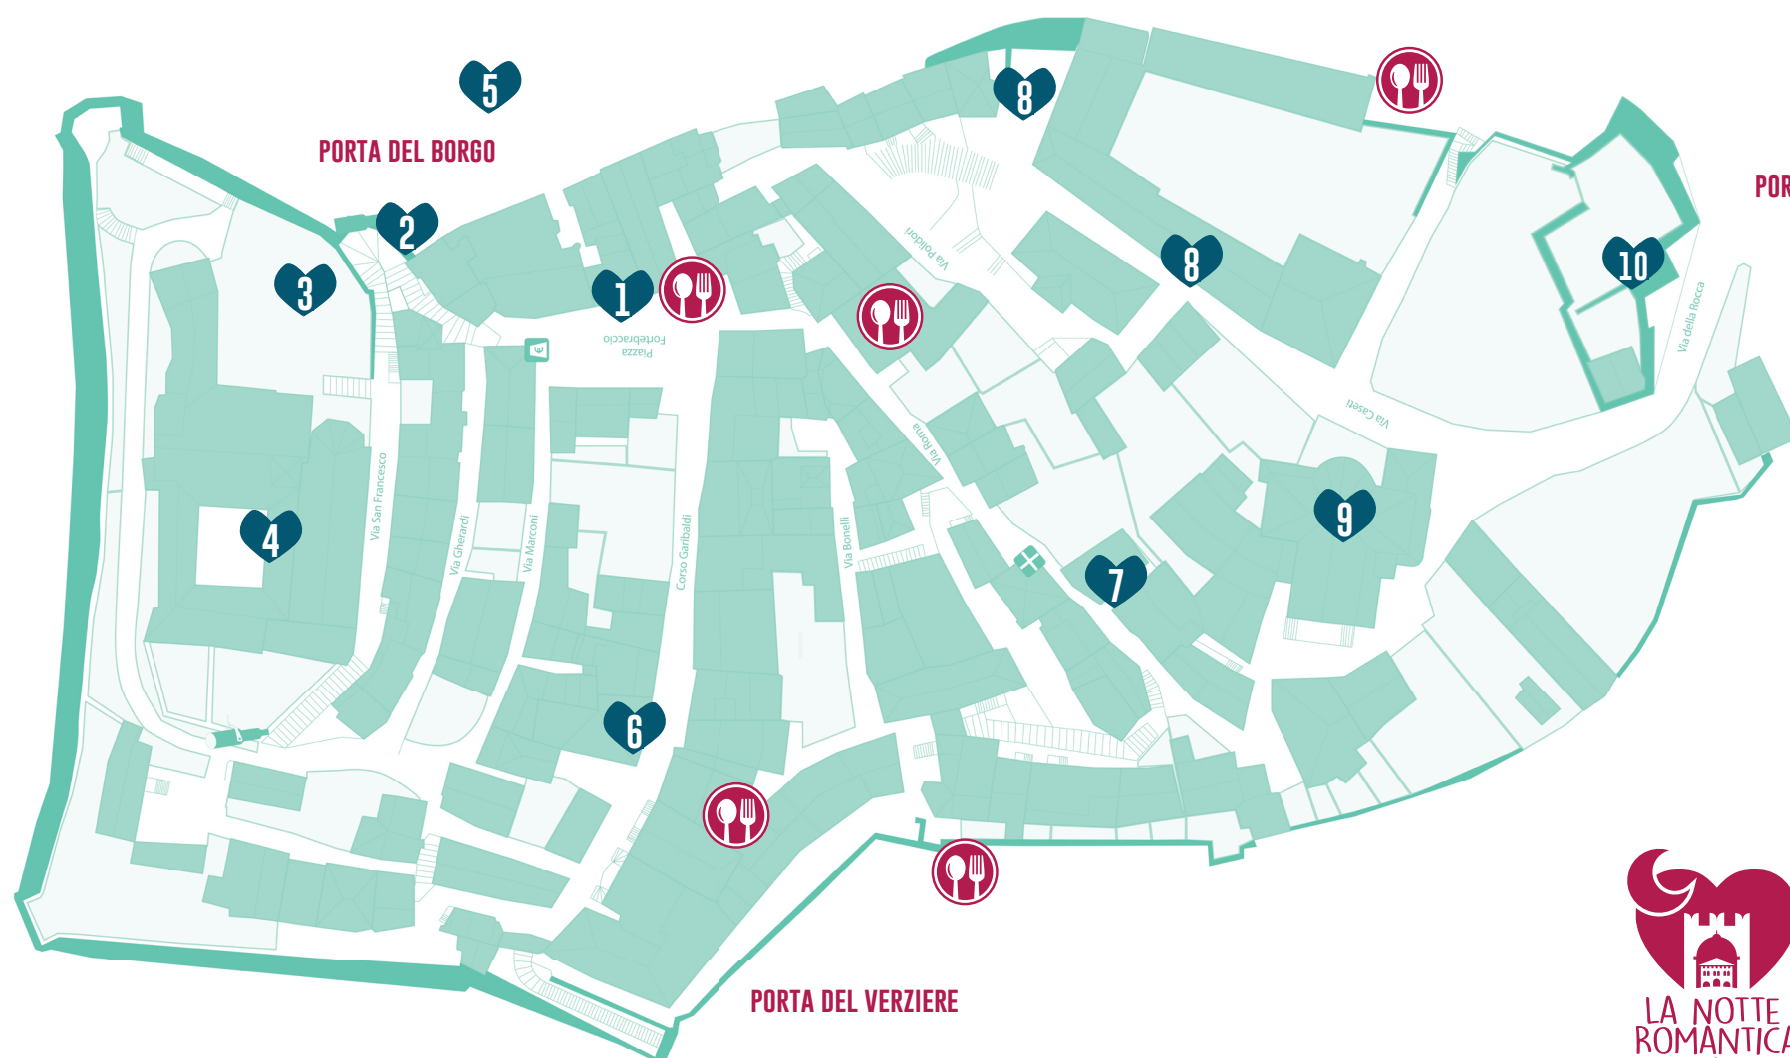 5
8
PORTA DEL BORGO
POR
2
Via Polidori
8
10
3
1
Piazza
Fortebraccio
€
Via della Rocca
Via Caseti
Via Roma
Via San Francesco
9
4
Via Gherardi
Via Marconi
Corso Garibaldi
Via Bonelli
7
6
PORTA DEL VERZIERE
LA NOTTE
ROMANTICA